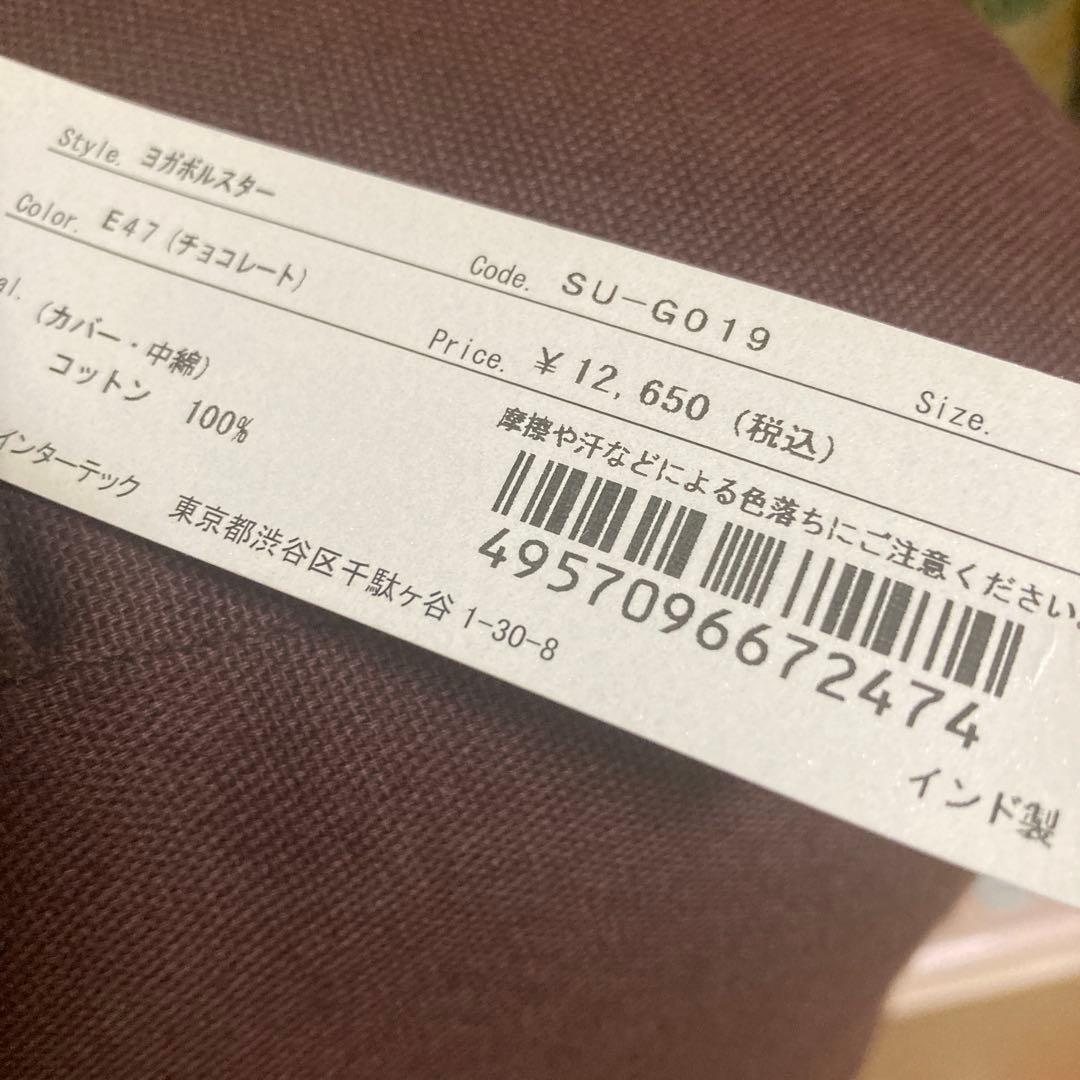 Style. ヨガボルスター
Code. SU-G019
Size.
Color. E47(チョコレート)
Price. ¥12,650 (税込)
al. (カバー・中綿)
コットン 100%
摩擦や汗などによる色落ちにご注意ください。
4957096672474
インターテック 東京都渋谷区千駄ヶ谷 1-30-8
インド製